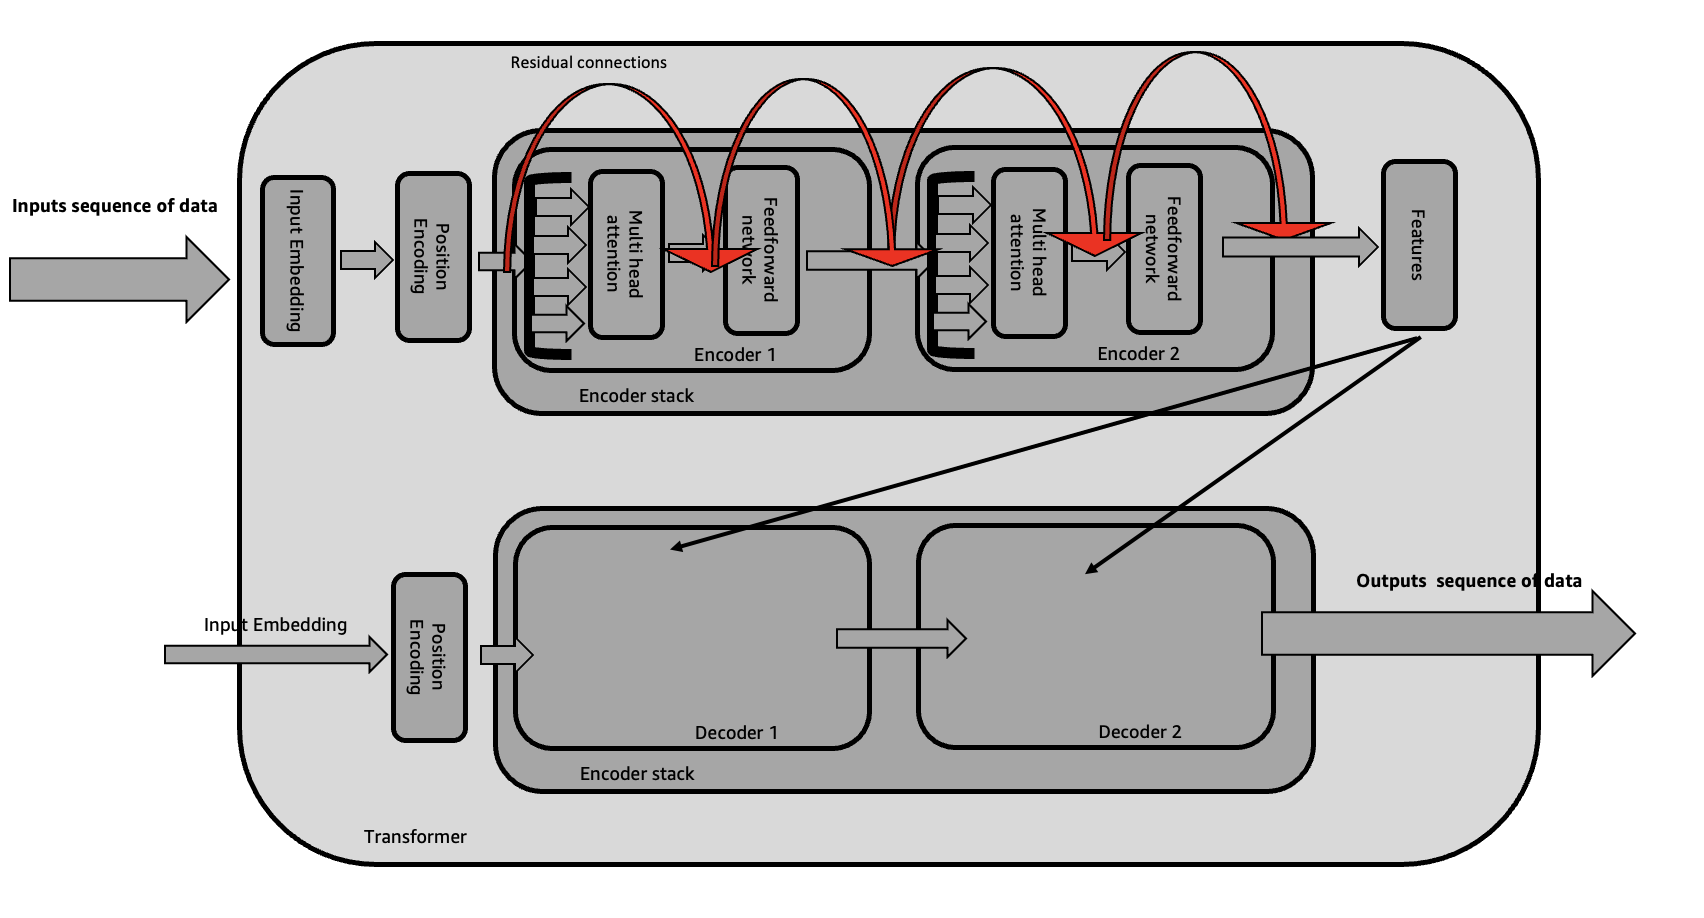 Residual connections
Inputs sequence of data
Input Embedding
Position
Encoding
Multi head
attention
Feedforward
network
Encoder 1
Multi head
attention
Feedforward
network
Encoder 2
Features
Encoder stack
Input Embedding
Position
Encoding
Decoder 1
Decoder 2
Encoder stack
Outputs  sequence of data
Transformer